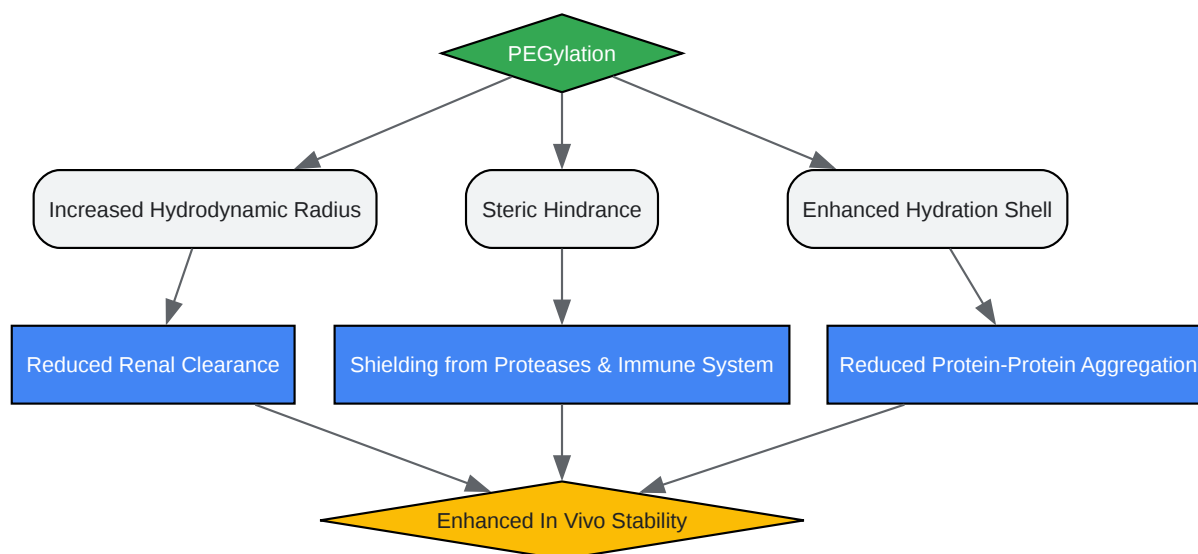 PEGylation
Increased Hydrodynamic Radius
Steric Hindrance
Enhanced Hydration Shell
Reduced Renal Clearance
Shielding from Proteases & Immune System
Reduced Protein-Protein Aggregation
Enhanced In Vivo Stability